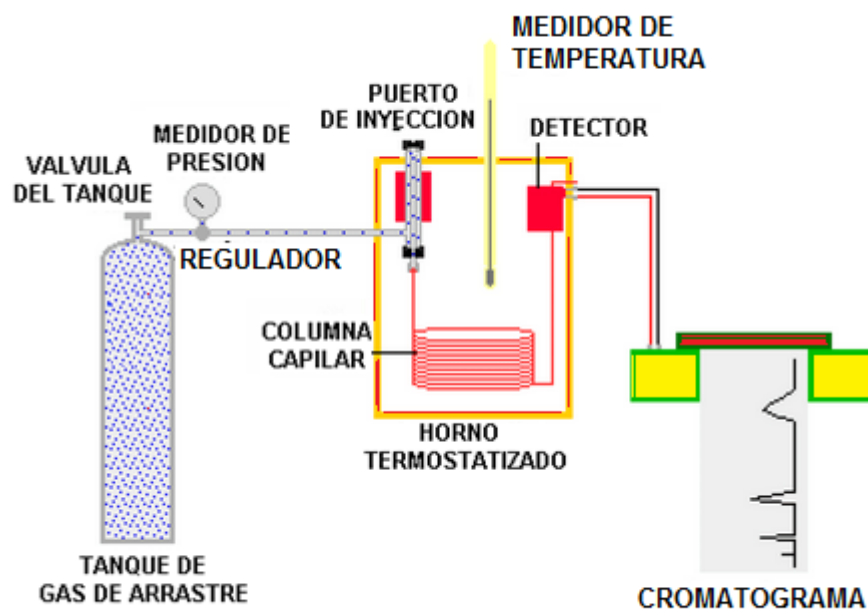 MEDIDOR DE
TEMPERATURA
PUERTO
DE INYECCION
DETECTOR
MEDIDOR DE
PRESION
VALVULA
DEL TANQUE
REGULADOR
COLUMNA
CAPILAR
HORNO
TERMOSTATIZADO
TANQUE DE
GAS DE ARRASTRE
CROMATOGRAMA